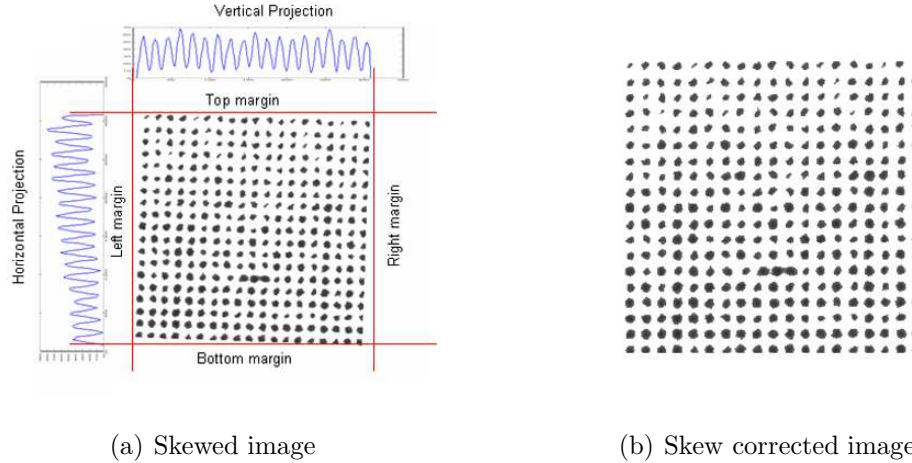 Vertical Projection
Top margin
Horizontal Projection
Left margin
Right margin
Bottom margin
(a) Skewed image
(b) Skew corrected image